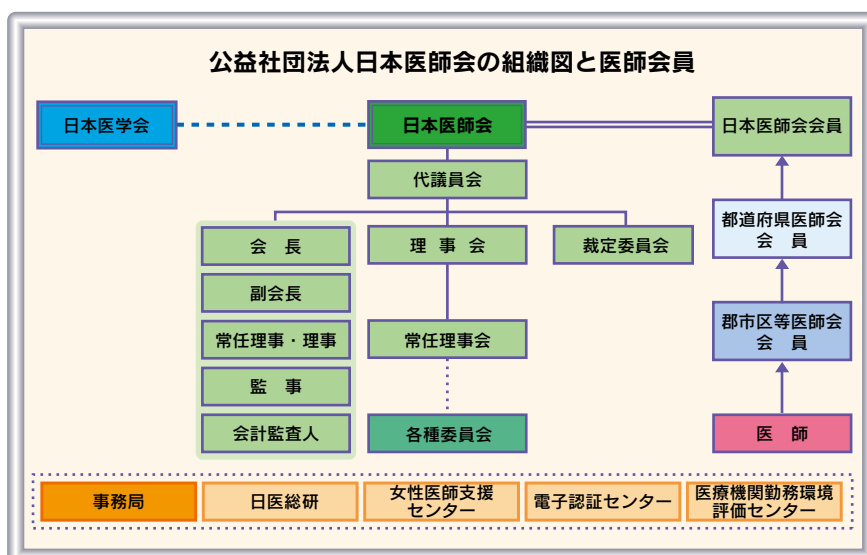 公益社団法人日本医師会の組織図と医師会員
日本医学会
日本医師会
日本医師会会員
代議員会
会　長
理　事　会
裁定委員会
都道府県医師会
会　員
副会長
常任理事・理事
常任理事会
郡市区等医師会
会　員
監　事
会計監査人
各種委員会
医　師
事務局
日医総研
女性医師支援
センター
電子認証センター
医療機関勤務環境
評価センター